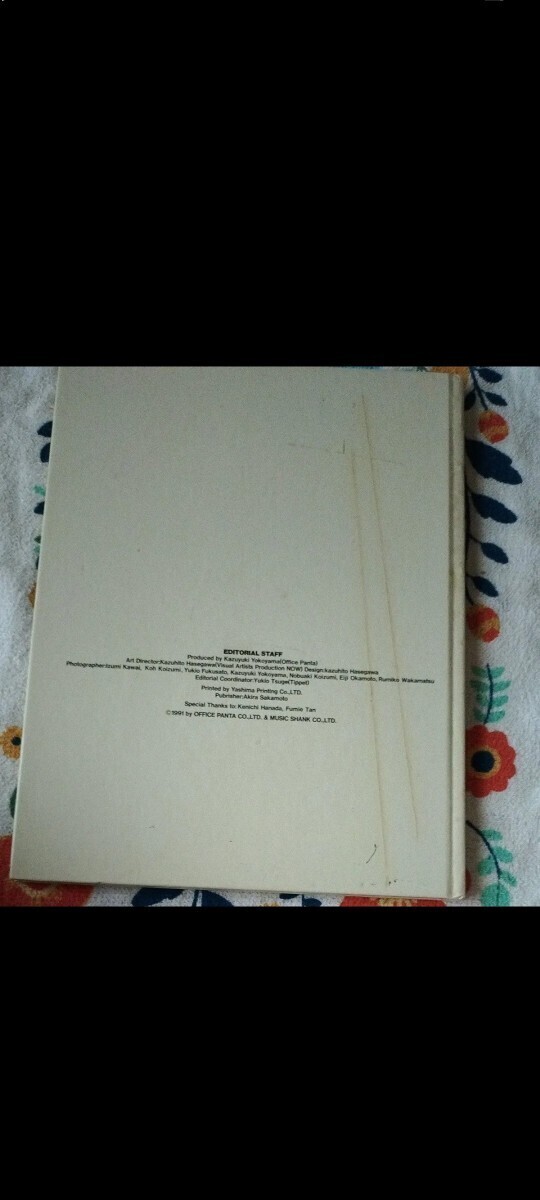 EDITORIAL STAFF
Produced by Kazuyuki Yokoyama(Office Panta)
Art Director:Kazuhito Hasegawa(Visual Artists Production NOW) Design:kazuhito Hasegawa
Photographer:Izumi Kawai, Koh Koizumi, Yukio Fukusato, Kazuyuki Yokoyama, Nobuaki Koizumi, Eiji Okamoto, Rumiko Wakamatsu
Editorial Coordinator:Yukio Tsuge(Tippet)
Printed by Yashima Printing Co.,LTD.
Pubrisher:Akira Sakamoto
Special Thanks to:Kenichi Hanada, Fumie Tan
©1991 by OFFICE PANTA CO.,LTD. & MUSIC SHANK CO.,LTD.